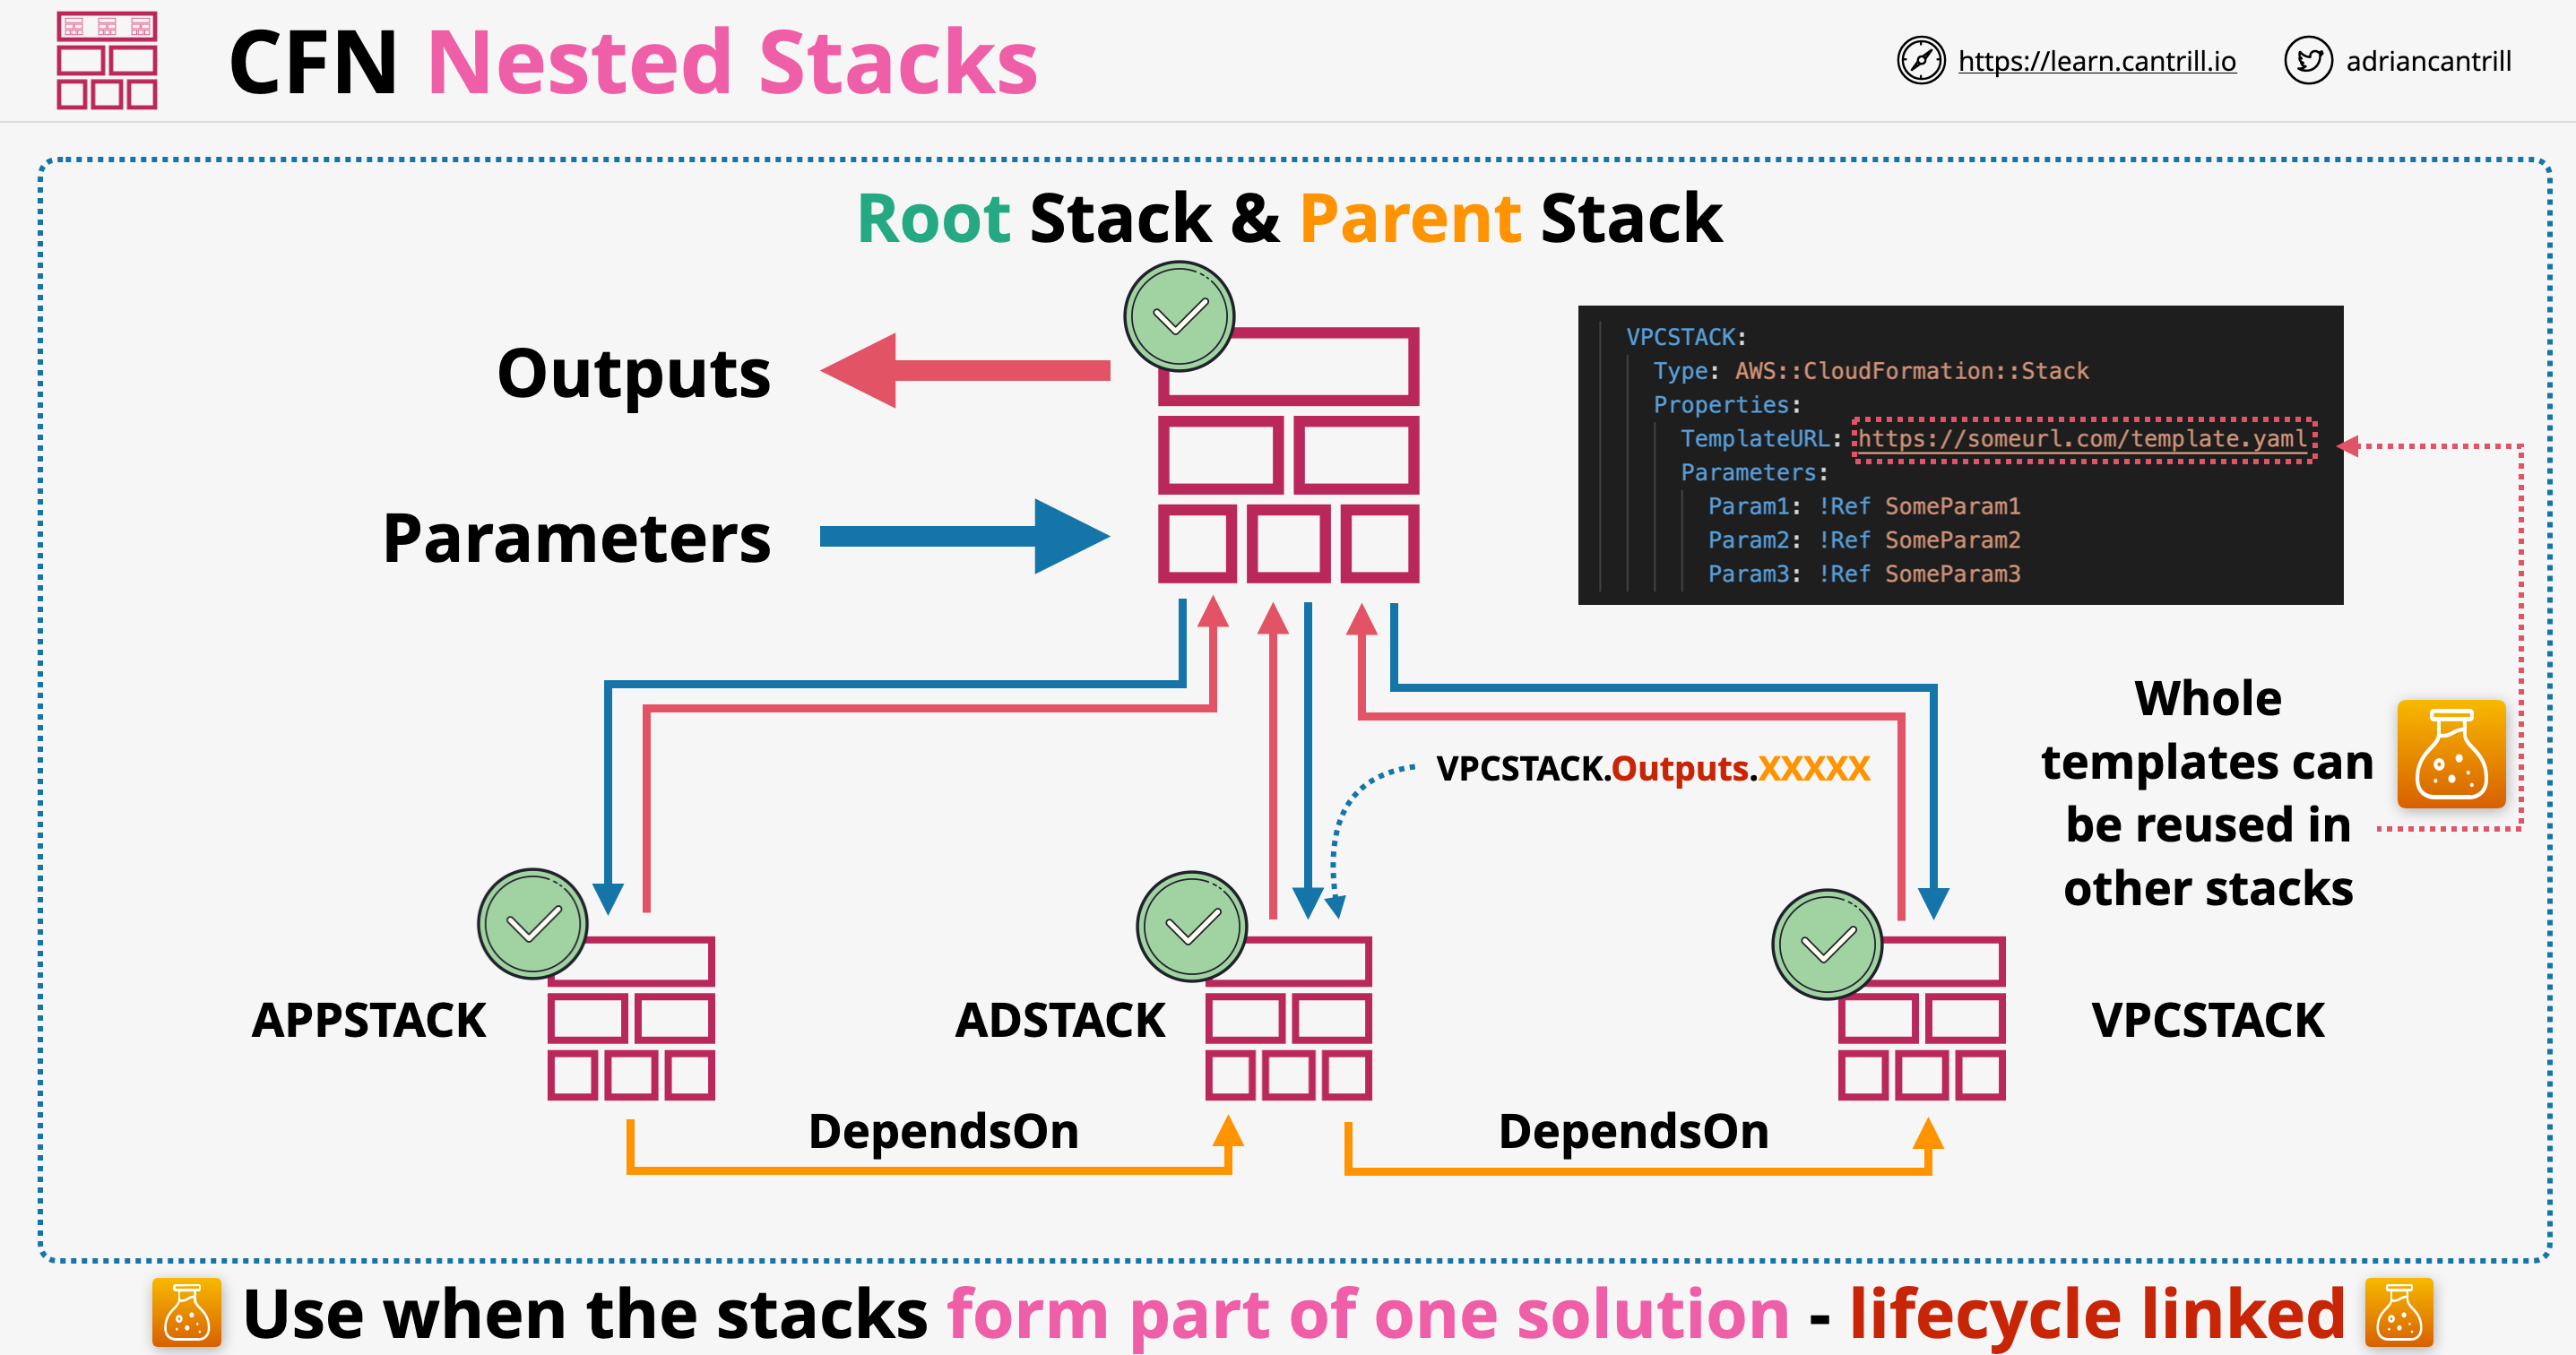 CFN Nested Stacks
https://learn.cantrill.io
adriancantrill
Root Stack & Parent Stack
Outputs
Parameters
VPCSTACK:
Type: AWS::CloudFormation::Stack
Properties:
TemplateURL: https://someurl.com/template.yaml
Parameters:
Param1: !Ref SomeParam1
Param2: !Ref SomeParam2
Param3: !Ref SomeParam3
Whole
templates can
be reused in
other stacks
VPCSTACK.Outputs.XXXXX
APPSTACK
ADSTACK
VPCSTACK
DependsOn
DependsOn
Use when the stacks form part of one solution - lifecycle linked